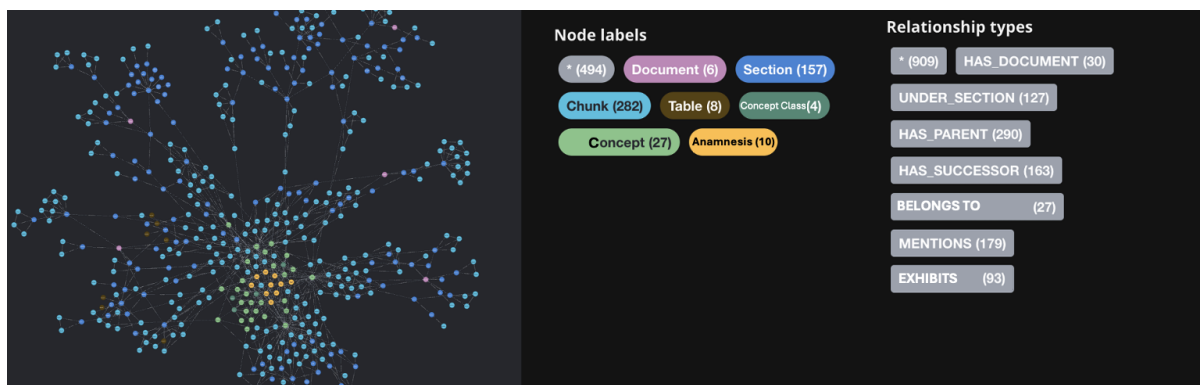 Node labels
* (494) Document (6) Section (157)
Chunk (282) Table (8) Concept Class(4)
Concept (27) Anamnesis (10)
Relationship types
* (909) HAS_DOCUMENT (30)
UNDER_SECTION (127)
HAS_PARENT (290)
HAS_SUCCESSOR (163)
BELONGS TO (27)
MENTIONS (179)
EXHIBITS (93)